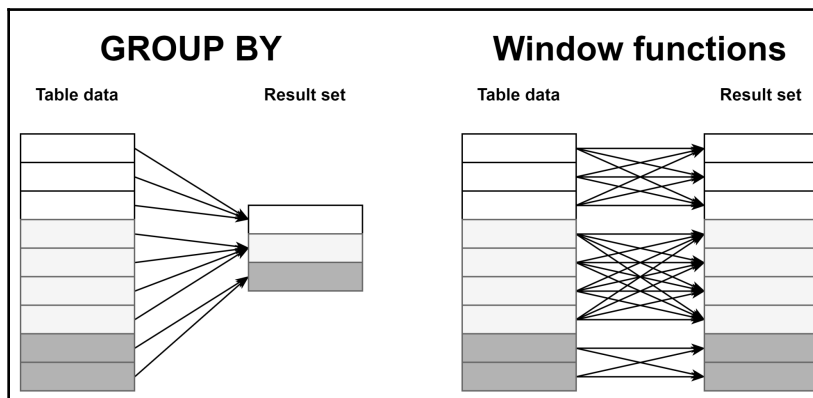 GROUP BY
Table data
Result set
Window functions
Table data
Result set